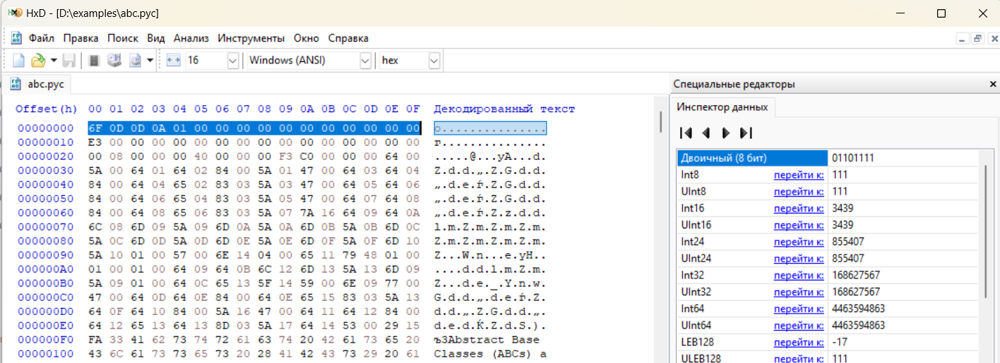 HxD - [D:\examples\abc.pyc]
Файл Правка Поиск Вид Анализ Инструменты Окно Справка
16 Windows (ANSI) hex
abc.pyc
Offset(h) 00 01 02 03 04 05 06 07 08 09 0A 0B 0C 0D 0E 0F Декодированный текст
00000000 6F 0D 0D 0A 01 00 00 00 00 00 00 00 00 00 00 00 o...............
00000010 E3 00 00 00 00 00 00 00 00 00 00 00 00 00 00 00 г...............
00000020 00 08 00 00 00 40 00 00 00 F3 C0 00 00 00 64 00 .....@...уА...d.
00000030 5A 00 64 01 64 02 84 00 5A 01 47 00 64 03 64 04 Z.d.d.„.Z.G.d.d.
00000040 84 00 64 04 65 02 83 03 5A 03 47 00 64 05 64 06 „.d.e.ѓ.Z.G.d.d.
00000050 84 00 64 06 65 04 83 03 5A 05 47 00 64 07 64 08 „.d.e.ѓ.Z.G.d.d.
00000060 84 00 64 08 65 06 83 03 5A 07 7A 16 64 09 64 0A „.d.e.ѓ.Z.z.d.d.
00000070 6C 08 6D 09 5A 09 6D 0A 5A 0A 6D 0B 5A 0B 6D 0C l.m.Z.m.Z.m.Z.m.
00000080 5A 0C 6D 0D 5A 0D 6D 0E 5A 0E 6D 0F 5A 0F 6D 10 Z.m.Z.m.Z.m.Z.m.
00000090 5A 10 01 00 57 00 6E 14 04 00 65 11 79 48 01 00 Z...W.n...e.yH..
000000A0 01 00 01 00 64 09 64 0B 6C 12 6D 13 5A 13 6D 09 ....d.d.l.m.Z.m.
000000B0 5A 09 01 00 64 0C 65 13 5F 14 59 00 6E 09 77 00 Z...d.e._.Y.n.w.
000000C0 47 00 64 0D 64 0E 84 00 64 0E 65 15 83 03 5A 13 G.d.d.„.d.e.ѓ.Z.
000000D0 64 0F 64 10 84 00 5A 16 47 00 64 11 64 12 84 00 d.d.„.Z.G.d.d.„.
000000E0 64 12 65 13 64 13 8D 03 5A 17 64 14 53 00 29 15 d.e.d.Ќ.Z.d.S.).
000000F0 FA 33 41 62 73 74 72 61 63 74 20 42 61 73 65 20 ъ3Abstract Base
00000100 43 6C 61 73 73 65 73 20 28 41 42 43 73 29 20 61 Classes (ABCs) a
Специальные редакторы
Инспектор данных
Двоичный (8 бит) 01101111
Int8 перейти к: 111
UInt8 перейти к: 111
Int16 перейти к: 3439
UInt16 перейти к: 3439
Int24 перейти к: 855407
UInt24 перейти к: 855407
Int32 перейти к: 168627567
UInt32 перейти к: 168627567
Int64 перейти к: 4463594863
UInt64 перейти к: 4463594863
LEB128 перейти к: -17
ULEB128 перейти к: 111